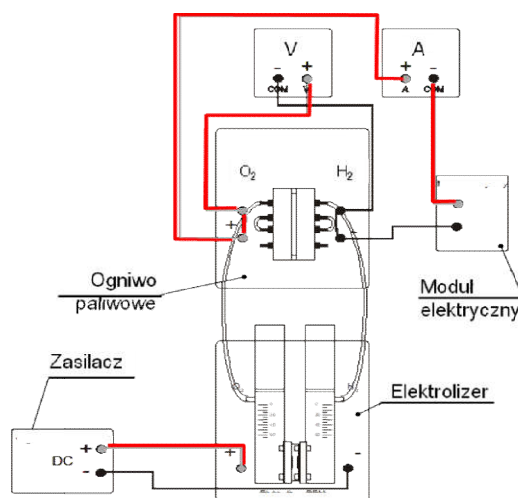 V
A
- +
+ -
COM V
A COM
O₂ H₂
+ -
Ogniwo
paliwowe
Moduł
elektryczny
Zasilacz
Elektrolizer
+ -
DC +
-